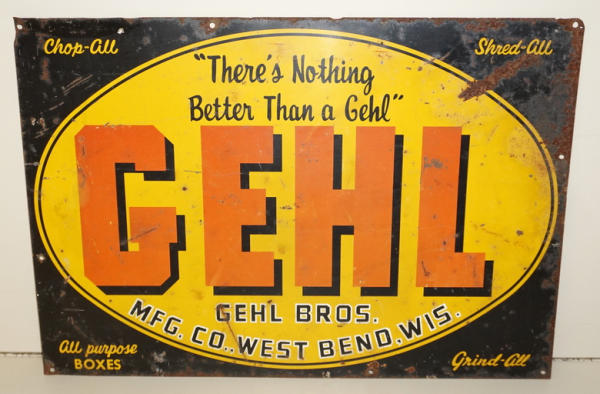 Chop-All
Shred-All
"There's Nothing
Better Than a Gehl"
GEHL
GEHL BROS.
MFG. CO., WEST BEND, WIS.
All purpose
BOXES
Grind-All